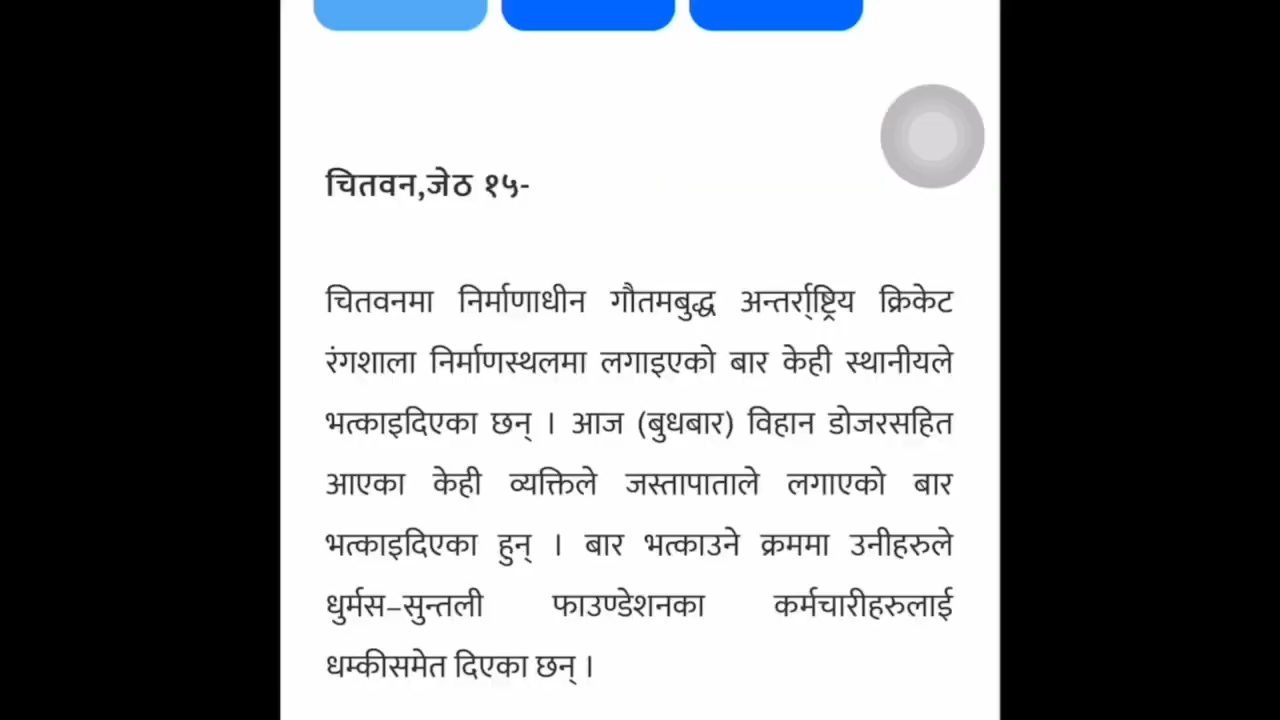 चितवन,जेठ १५-
चितवनमा निर्माणाधीन गौतमबुद्ध अन्तर्रा्ष्ट्रिय क्रिकेट
रंगशाला निर्माणस्थलमा लगाइएको बार केही स्थानीयले
भत्काइदिएका छन् । आज (बुधबार) विहान डोजरसहित
आएका केही व्यक्तिले जस्तापाताले लगाएको बार
भत्काइदिएका हुन् । बार भत्काउने क्रममा उनीहरुले
धुर्मस–सुन्तली फाउण्डेशनका कर्मचारीहरुलाई
धम्कीसमेत दिएका छन् ।